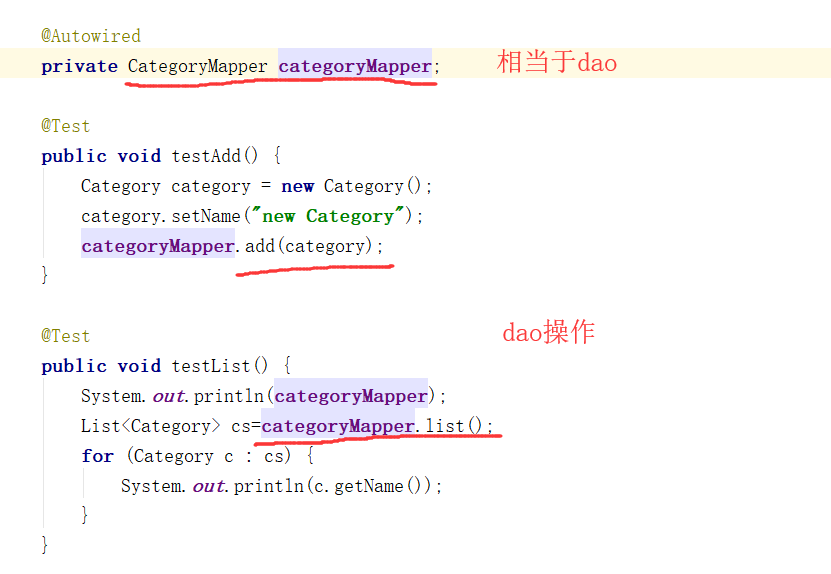 @Autowired
private CategoryMapper categoryMapper;
相当于dao
@Test
public void testAdd() {
Category category = new Category();
category.setName("new Category");
categoryMapper.add(category);
}
@Test
dao操作
public void testList() {
System.out.println(categoryMapper);
List<Category> cs=categoryMapper.list();
for (Category c : cs) {
System.out.println(c.getName());
}
}